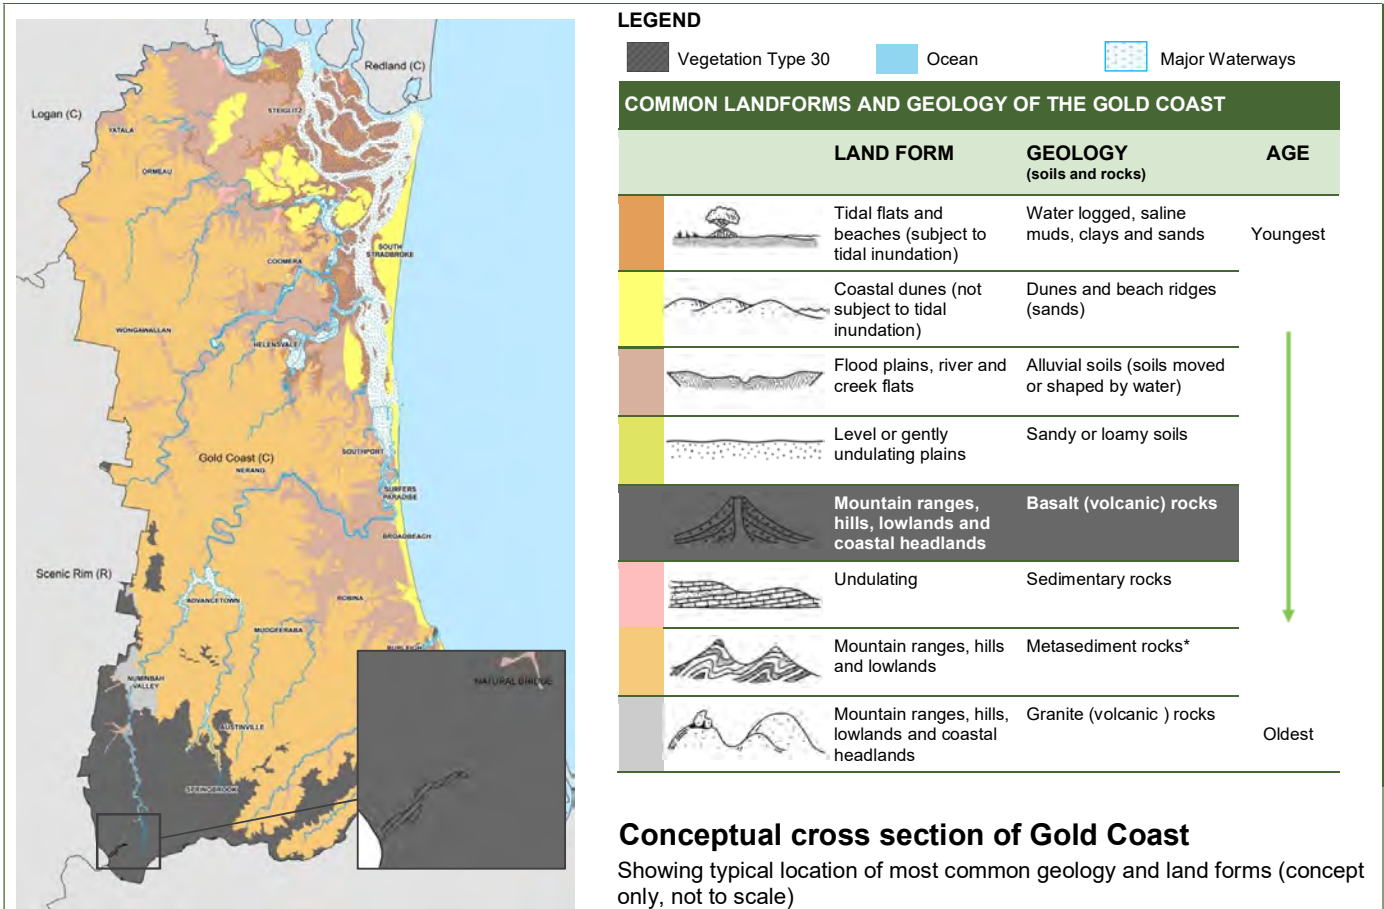 Redland (C)
Logan (C)
STEIGLITZ
YATALA
ORMEAU
SOUTH
STRADBROKE
COOMERA
WONGAWALLAN
HELENSVALE
Gold Coast (C)
NERANG
SOUTHPORT
SURFERS
PARADISE
BROADBEACH
Scenic Rim (R)
ADVANCETOWN
ROBINA
MUDGEERABA
BURLEIGH
NUMINBAH
VALLEY
AUSTINVILLE
SPRINGBROOK
NATURAL BRIDGE
LEGEND
Vegetation Type 30
Ocean
Major Waterways
COMMON LANDFORMS AND GEOLOGY OF THE GOLD COAST
LAND FORM GEOLOGY AGE
(soils and rocks)
Tidal flats and
beaches (subject to
tidal inundation)
Water logged, saline
muds, clays and sands
Youngest
Coastal dunes (not
subject to tidal
inundation)
Dunes and beach ridges
(sands)
Flood plains, river and
creek flats
Alluvial soils (soils moved
or shaped by water)
Level or gently
undulating plains
Sandy or loamy soils
Mountain ranges,
hills, lowlands and
coastal headlands
Basalt (volcanic) rocks
Undulating
Sedimentary rocks
Mountain ranges, hills
and lowlands
Metasediment rocks*
Mountain ranges, hills,
lowlands and coastal
headlands
Granite (volcanic ) rocks
Oldest
Conceptual cross section of Gold Coast
Showing typical location of most common geology and land forms (concept
only, not to scale)